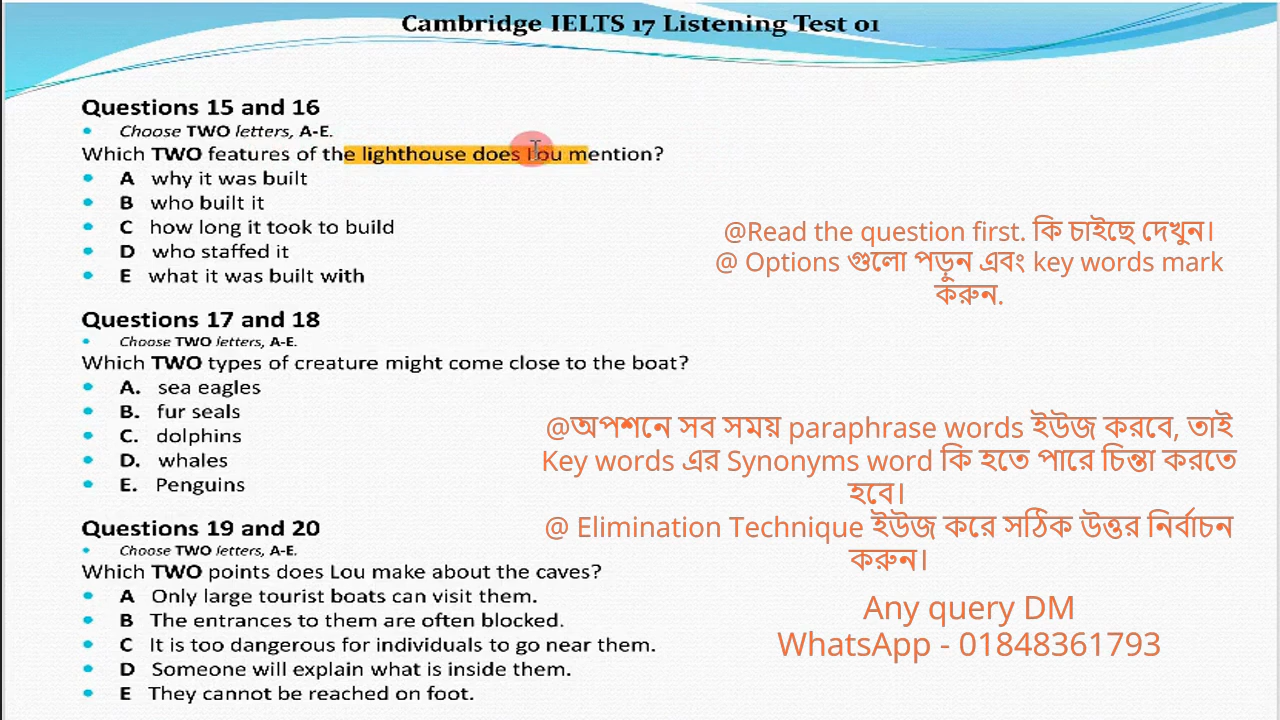 Cambridge IELTS 17 Listening Test 01
Questions 15 and 16
Choose TWO letters, A-E.
Which TWO features of the lighthouse does Lou mention?
A why it was built
B who built it
C how long it took to build
D who staffed it
E what it was built with
@Read the question first. কি চাইছে দেখুন।
@ Options গুলো পড়ুন এবং key words mark
করুন.
Questions 17 and 18
Choose TWO letters, A-E.
Which TWO types of creature might come close to the boat?
A. sea eagles
B. fur seals
C. dolphins
D. whales
E. Penguins
@অপশনে সব সময় paraphrase words ইউজ করবে, তাই
Key words এর Synonyms word কি হতে পারে চিন্তা করতে
হবে।
@ Elimination Technique ইউজ করে সঠিক উত্তর নির্বাচন
করুন।
Questions 19 and 20
Choose TWO letters, A-E.
Which TWO points does Lou make about the caves?
A Only large tourist boats can visit them.
B The entrances to them are often blocked.
C It is too dangerous for individuals to go near them.
D Someone will explain what is inside them.
E They cannot be reached on foot.
Any query DM
WhatsApp - 01848361793